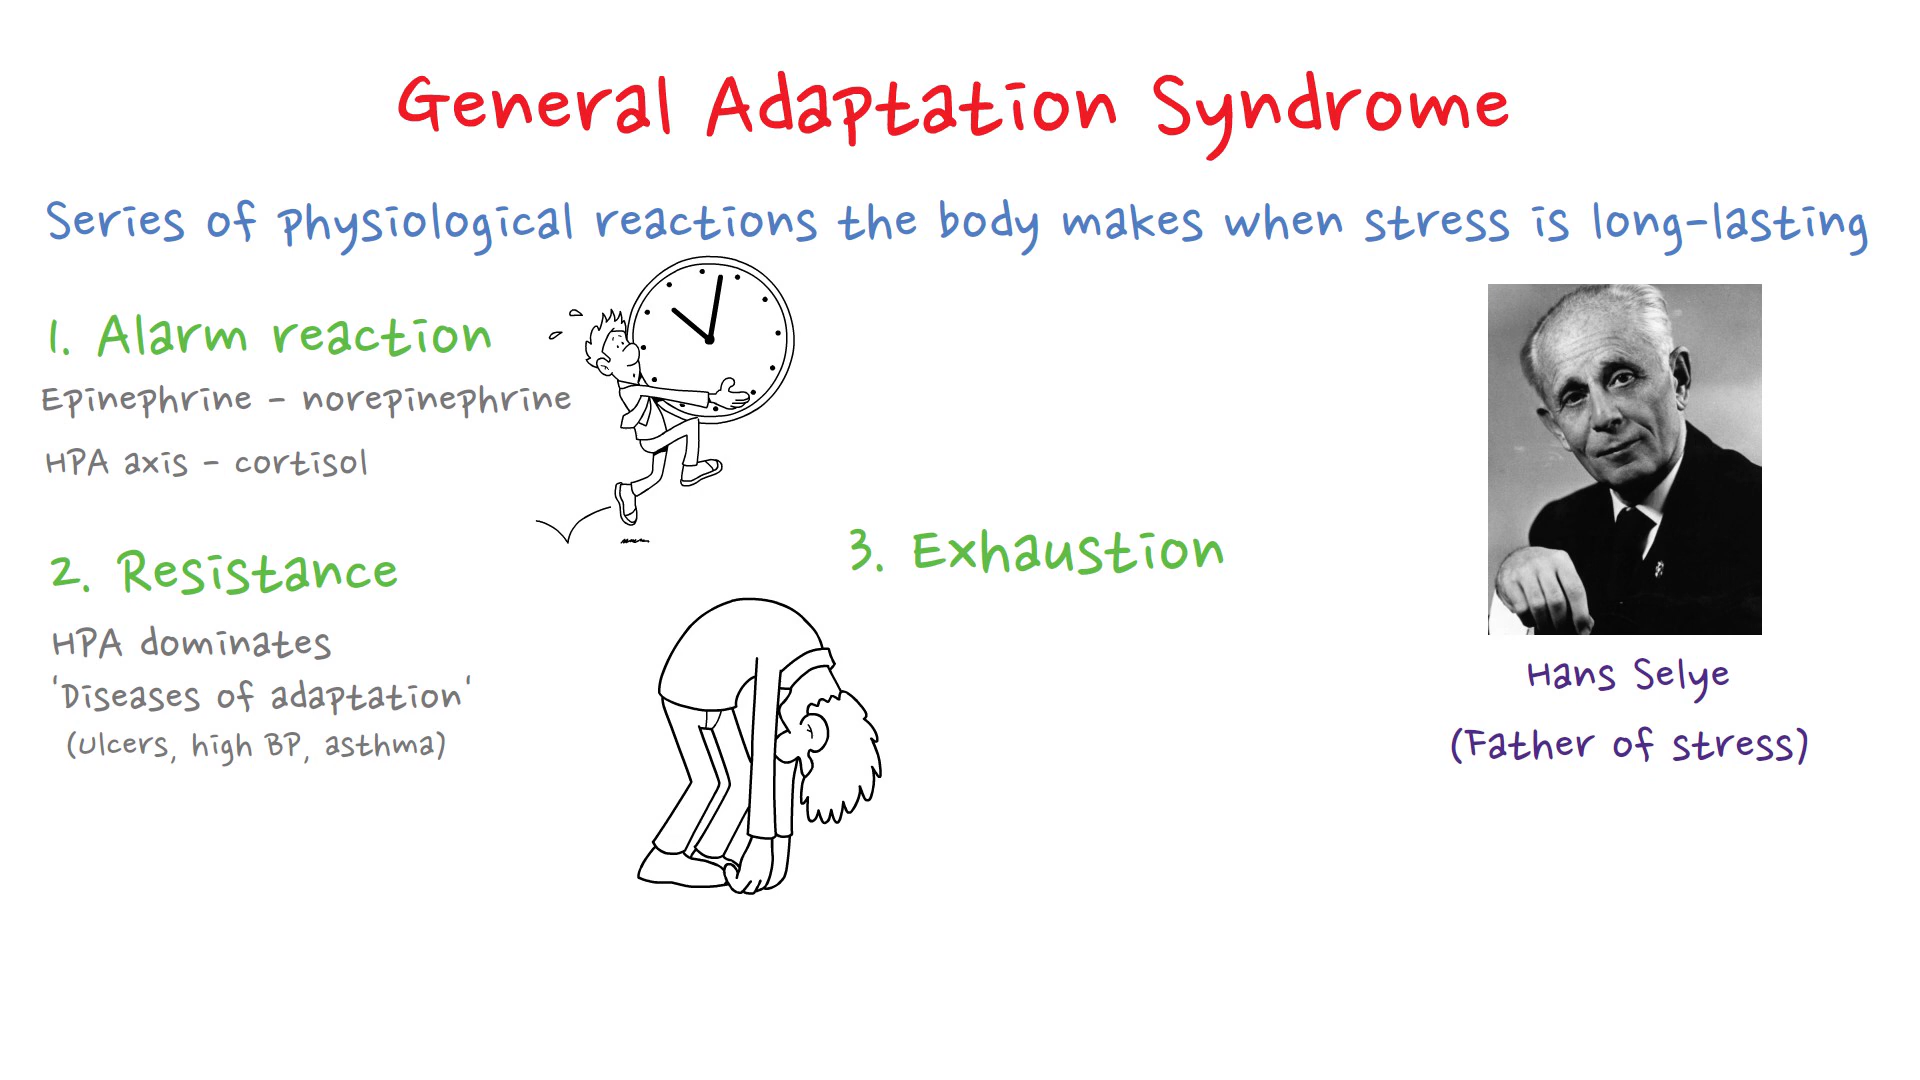 General Adaptation Syndrome
Series of physiological reactions the body makes when stress is long-lasting
1. Alarm reaction
Epinephrine - norepinephrine
HPA axis - cortisol
2. Resistance
HPA dominates
'Diseases of adaptation'
(ulcers, high BP, asthma)
3. Exhaustion
Hans Selye
(Father of stress)